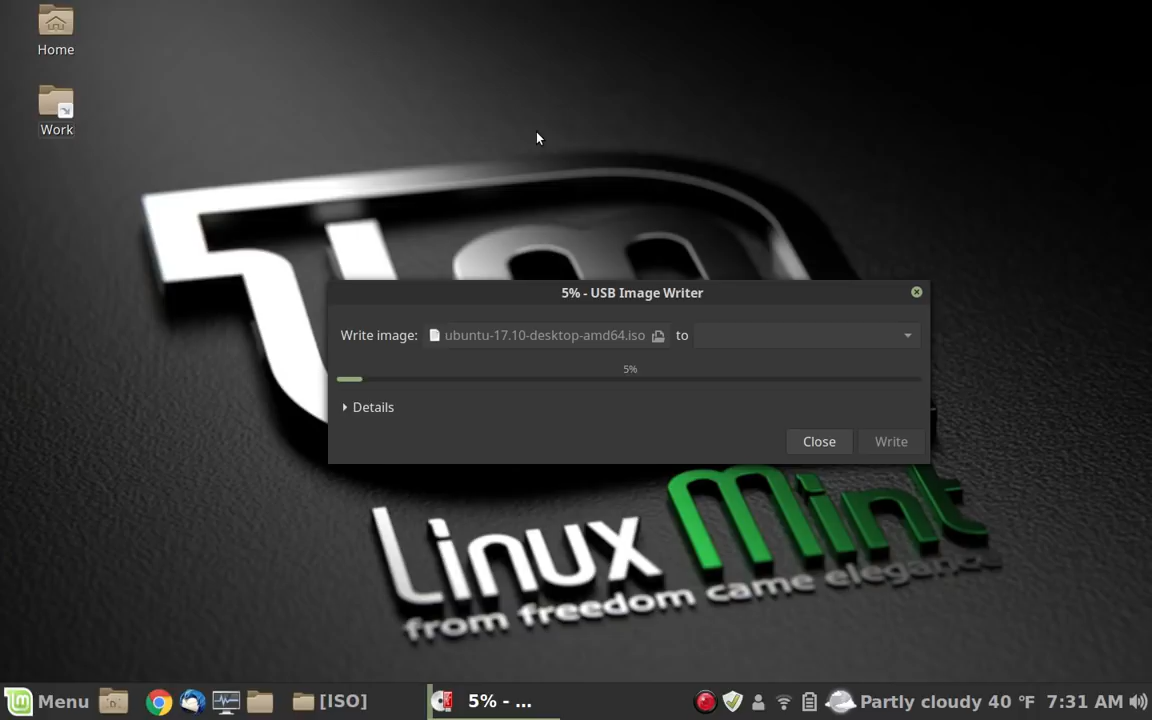 Home
Work
5% - USB Image Writer
Write image: ubuntu-17.10-desktop-amd64.iso to
5%
Details
Close Write
Linux Mint
from freedom came elegance
Menu [ISO] 5% - ... Partly cloudy 40 °F 7:31 AM